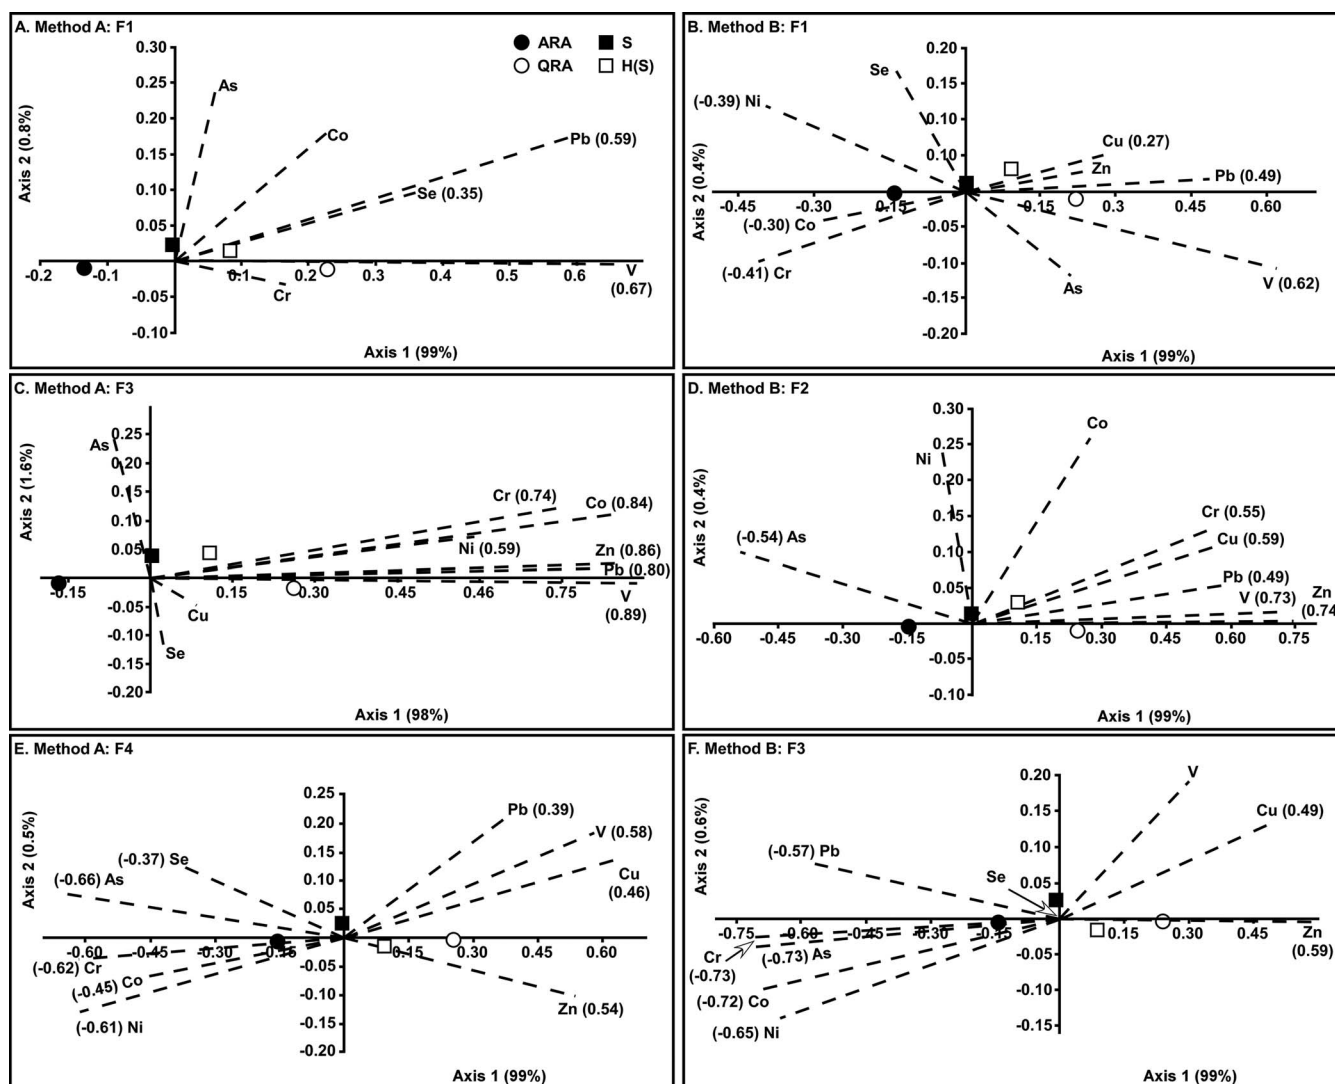 A. Method A: F1
ARA S
QRA H(S)
0.30
0.25
0.20
0.15
0.10
0.05
-0.05
-0.10
As
Co
Pb (0.59)
Se (0.35)
V
(0.67)
Cr
-0.2 -0.1 0.1 0.2 0.3 0.4 0.5 0.6
Axis 2 (0.8%)
Axis 1 (99%)
B. Method B: F1
0.20
0.15
0.10
0.10
0.05
-0.05
-0.10
-0.15
-0.20
Se
(-0.39) Ni
Cu (0.27)
Zn
Pb (0.49)
(-0.30) Co
(-0.41) Cr
As
V (0.62)
-0.45 -0.30 -0.15 0.15 0.30 0.45 0.60
Axis 2 (0.4%)
Axis 1 (99%)
C. Method A: F3
0.25
0.20
0.15
0.10
0.05
-0.05
-0.10
-0.15
-0.20
As
Cr (0.74)
Co (0.84)
Ni (0.59)
Zn (0.86)
Pb (0.80)
V
(0.89)
Cu
Se
-0.15 0.15 0.30 0.45 0.60 0.75
Axis 2 (1.6%)
Axis 1 (98%)
D. Method B: F2
0.30
0.25
0.20
0.15
0.10
0.05
-0.05
-0.10
Co
Ni
(-0.54) As
Cr (0.55)
Cu (0.59)
Pb (0.49)
V (0.73)
Zn
(0.74)
-0.60 -0.45 -0.30 -0.15 0.15 0.30 0.45 0.60 0.75
Axis 2 (0.4%)
Axis 1 (99%)
E. Method A: F4
0.25
0.20
0.15
0.10
0.05
-0.05
-0.10
-0.15
-0.20
Pb (0.39)
V (0.58)
Cu
(0.46)
(-0.37) Se
(-0.66) As
(-0.62) Cr
(-0.45) Co
(-0.61) Ni
Zn (0.54)
-0.60 -0.45 -0.30 -0.15 0.15 0.30 0.45 0.60
Axis 2 (0.5%)
Axis 1 (99%)
F. Method B: F3
0.20
0.15
0.10
0.05
-0.05
-0.10
-0.15
V
Cu (0.49)
(-0.57) Pb
Se
Cr
(-0.73)
(-0.73) As
(-0.72) Co
(-0.65) Ni
Zn
(0.59)
-0.75 -0.60 -0.45 -0.30 -0.15 0.15 0.30 0.45
Axis 2 (0.6%)
Axis 1 (99%)